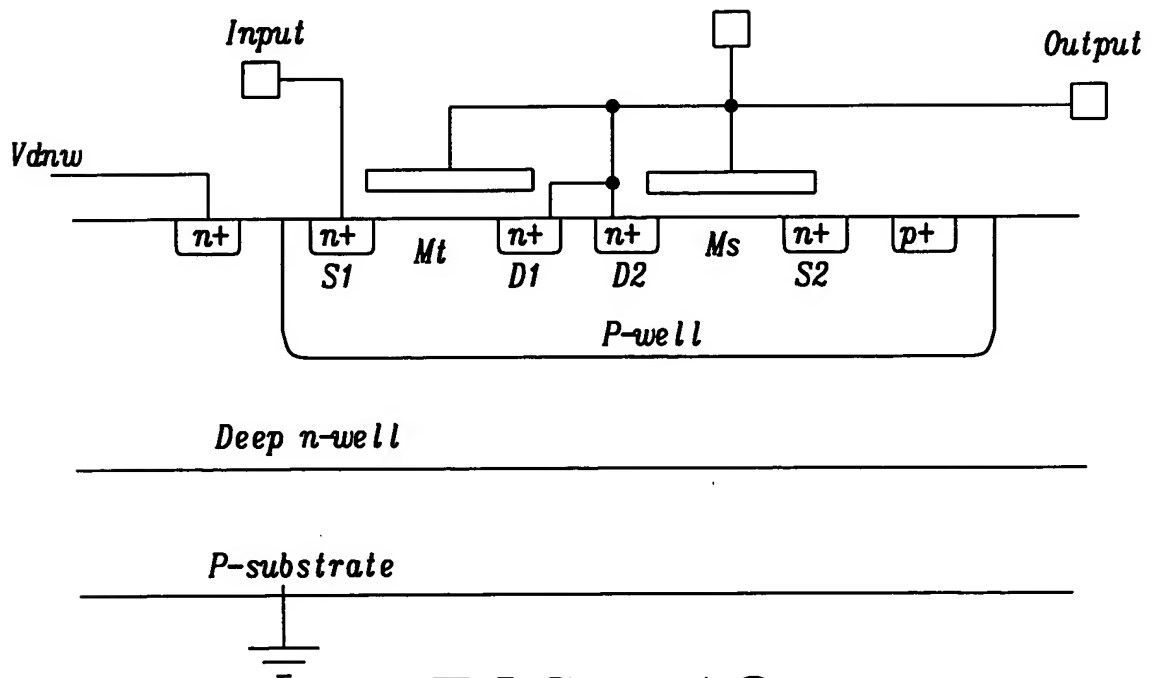 Input
Output
Vdnw
n+ n+ n+ n+ n+ p+
S1 Mt D1 D2 Ms S2
P-well
Deep n-well
P-substrate